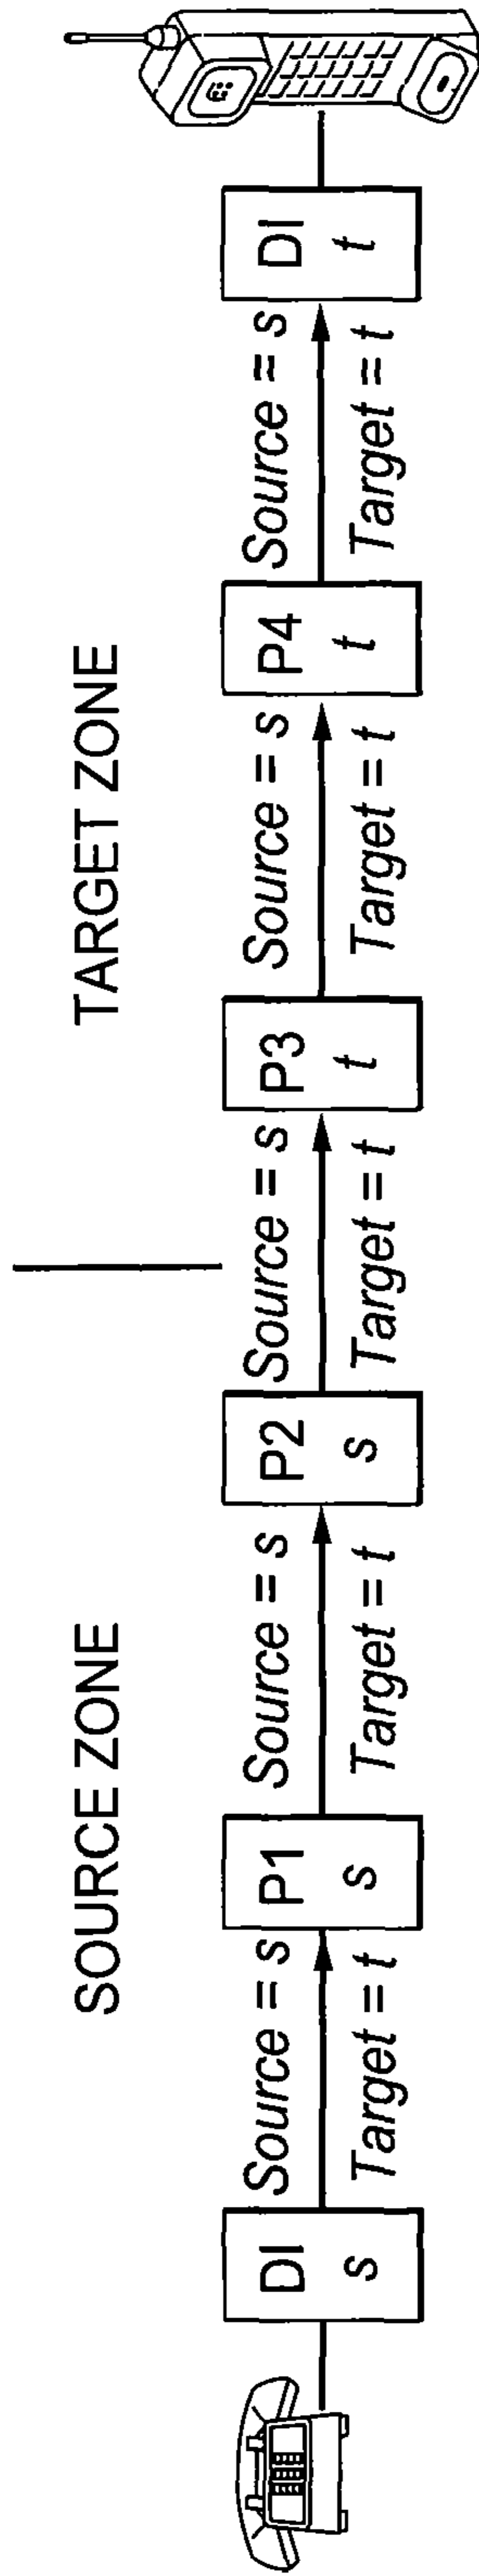 SOURCE ZONE
TARGET ZONE
DI
s
Source = s
Target = t
P1
s
Source = s
Target = t
P2
s
Source = s
Target = t
P3
t
Source = s
Target = t
P4
t
Source = s
Target = t
DI
t